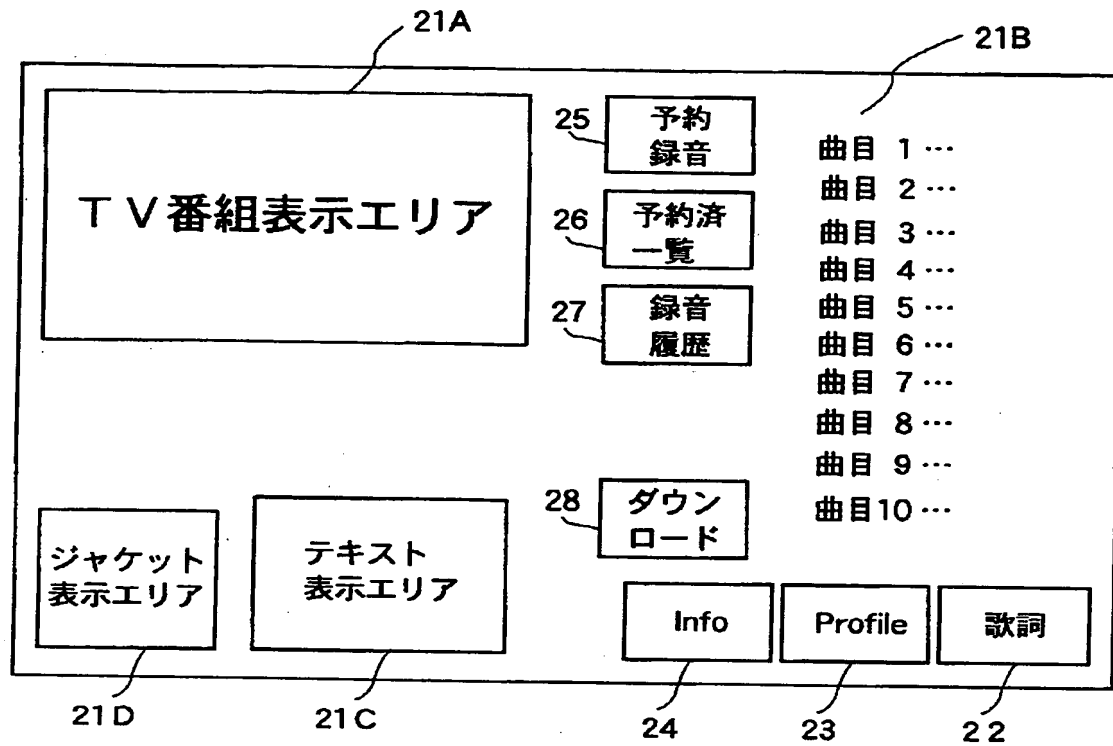 21A
21B
TV番組表示エリア
25
予約
録音
26
予約済
一覧
27
録音
履歴
曲目 1…
曲目 2…
曲目 3…
曲目 4…
曲目 5…
曲目 6…
曲目 7…
曲目 8…
曲目 9…
曲目10…
28
ダウン
ロード
ジャケット
表示エリア
テキスト
表示エリア
Info
Profile
歌詞
21D
21C
24
23
22